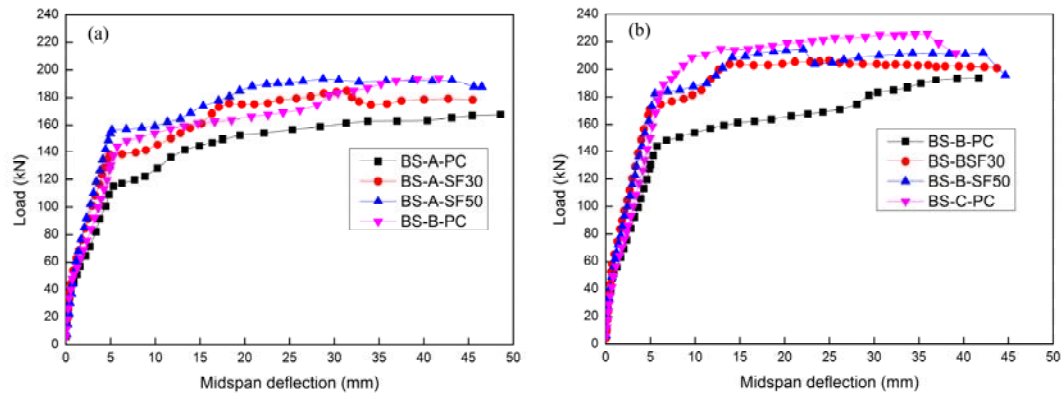 (a)
240
220
200
180
160
140
120
100
80
60
40
20
0
Load (kN)
0 5 10 15 20 25 30 35 40 45 50
Midspan deflection (mm)
BS-A-PC
BS-A-SF30
BS-A-SF50
BS-B-PC
(b)
240
220
200
180
160
140
120
100
80
60
40
20
0
Load (kN)
0 5 10 15 20 25 30 35 40 45 50
Midspan deflection (mm)
BS-B-PC
BS-BSF30
BS-B-SF50
BS-C-PC